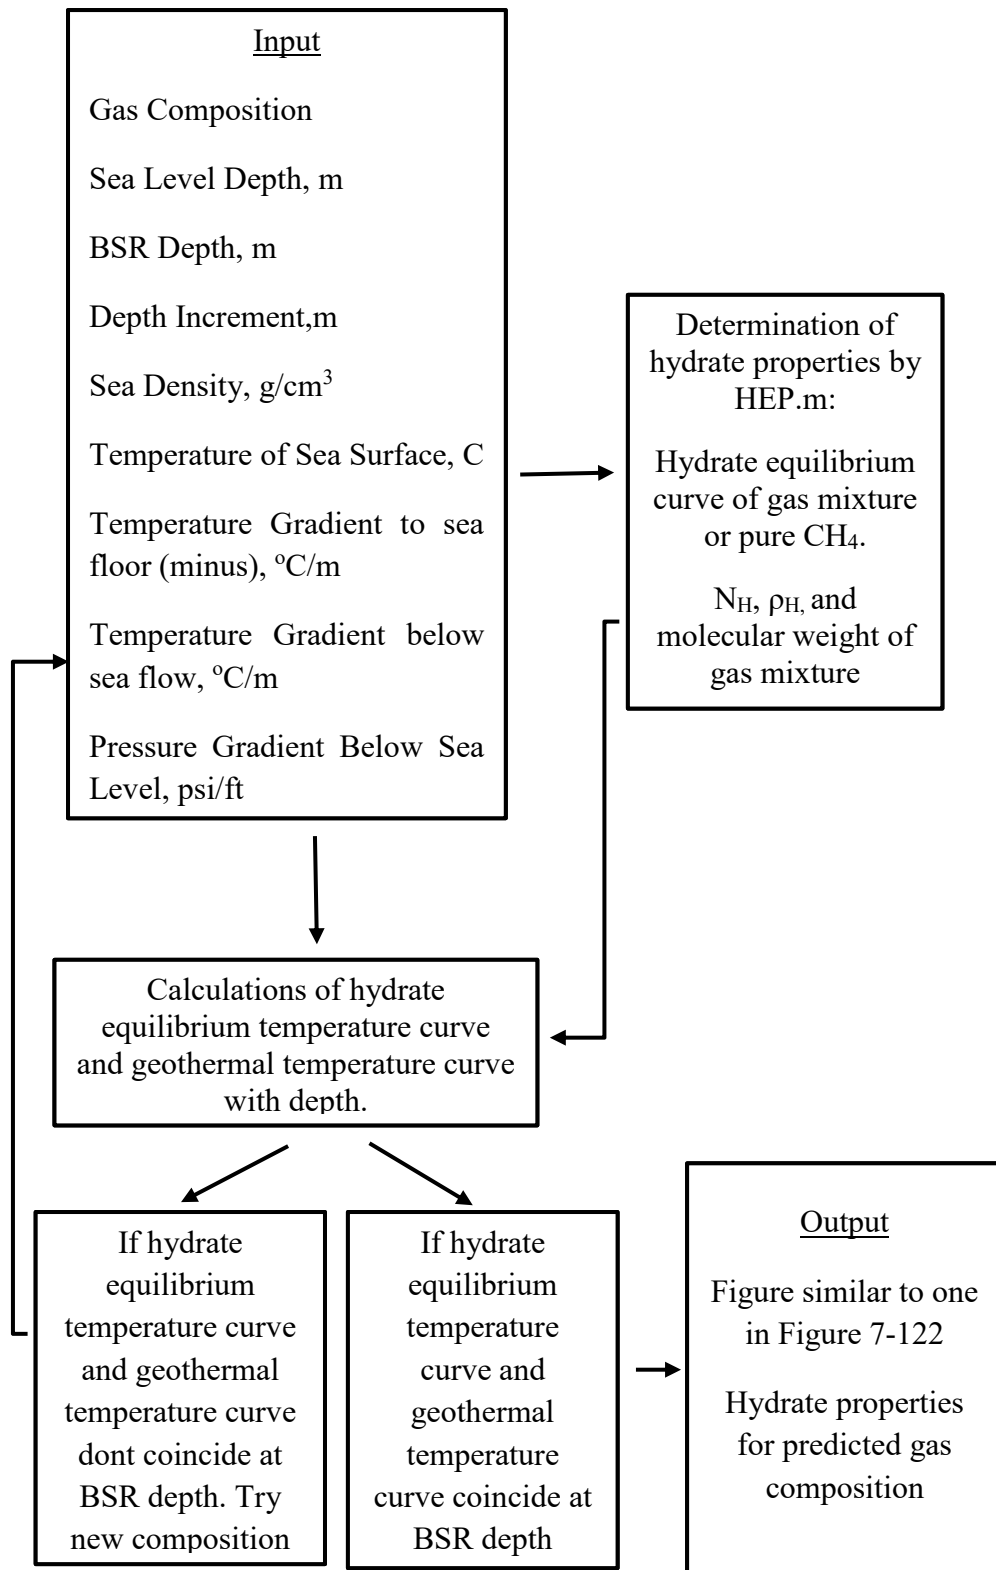 Input
Gas Composition
Sea Level Depth, m
BSR Depth, m
Depth Increment,m
Sea Density, g/cm³
Temperature of Sea Surface, C
Temperature Gradient to sea
floor (minus), ºC/m
Temperature Gradient below
sea flow, ºC/m
Pressure Gradient Below Sea
Level, psi/ft
Determination of
hydrate properties by
HEP.m:
Hydrate equilibrium
curve of gas mixture
or pure CH₄.
N_H, ρ_H, and
molecular weight of
gas mixture
Calculations of hydrate
equilibrium temperature curve
and geothermal temperature curve
with depth.
If hydrate
equilibrium
temperature curve
and geothermal
temperature curve
dont coincide at
BSR depth. Try
new composition
If hydrate
equilibrium
temperature
curve and
geothermal
temperature
curve coincide at
BSR depth
Output
Figure similar to one
in Figure 7-122
Hydrate properties
for predicted gas
composition